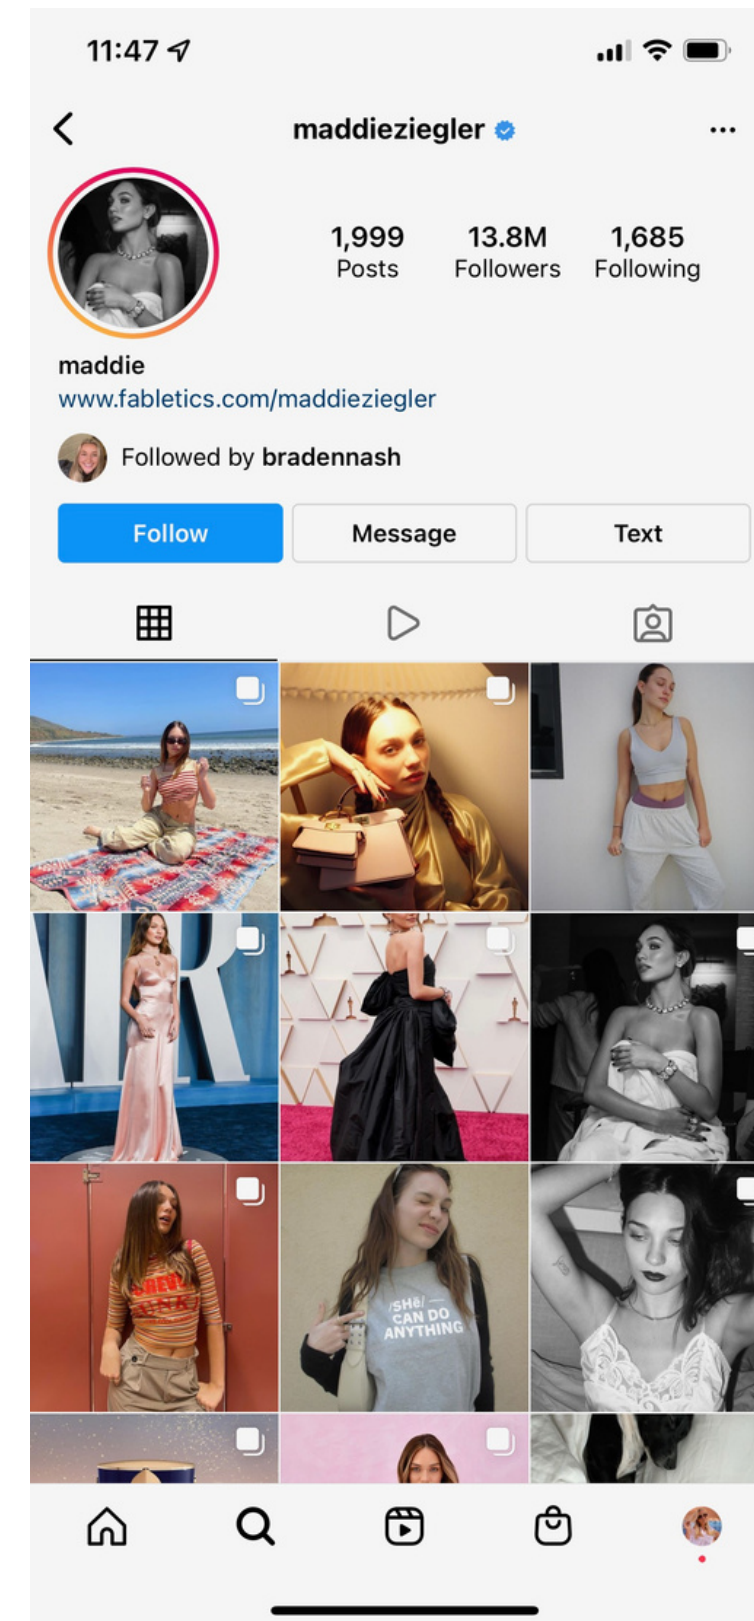 11:47
maddieziegler
1,999 13.8M 1,685
Posts Followers Following
maddie
www.fabletics.com/maddieziegler
Followed by bradennash
Follow Message Text
R
/SHē/ —
CAN DO
ANYTHING